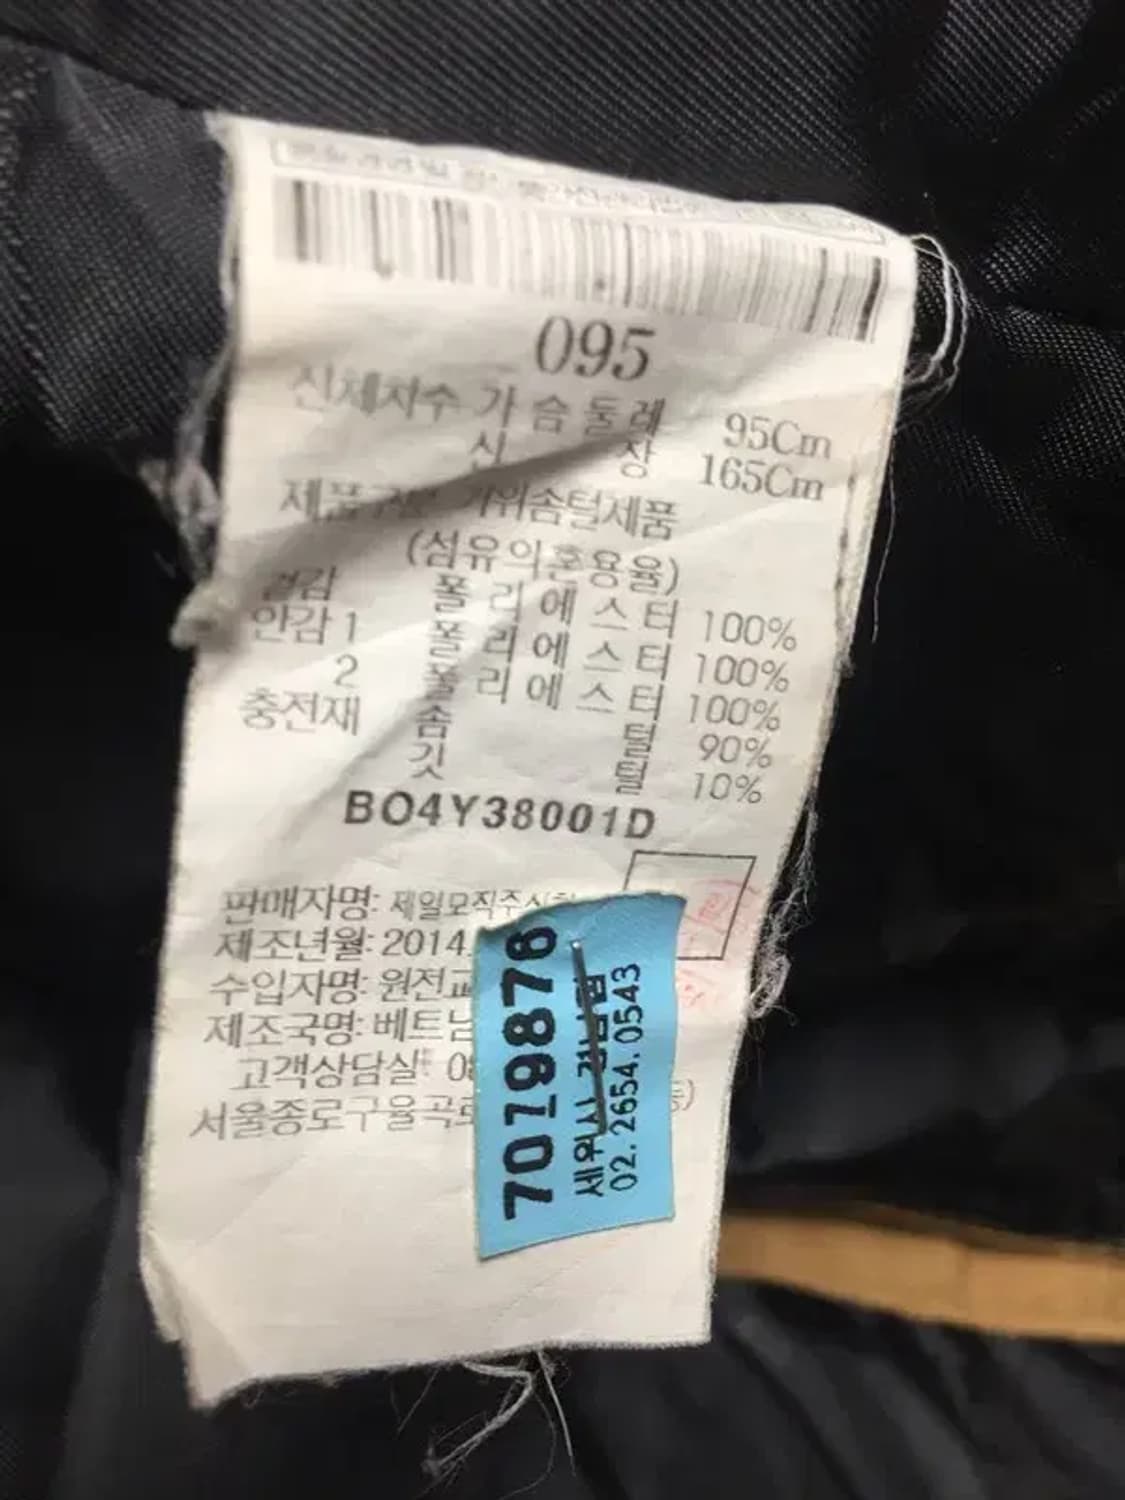 095
신체치수 가슴둘레 95Cm
신장 165Cm
제품구분 거위솜털제품
(섬유의혼용율)
겉감 폴리에스터 100%
안감1 폴리에스터 100%
2 폴리에스터 100%
충전재 솜털 90%
깃털 10%
BO4Y38001D
판매자명: 제일모직주식회
제조년월: 2014.
수입자명: 원전교
제조국명: 베트남
고객상담실: 08
서울종로구율곡로
동)
7079876
세워사
02.2654.0543